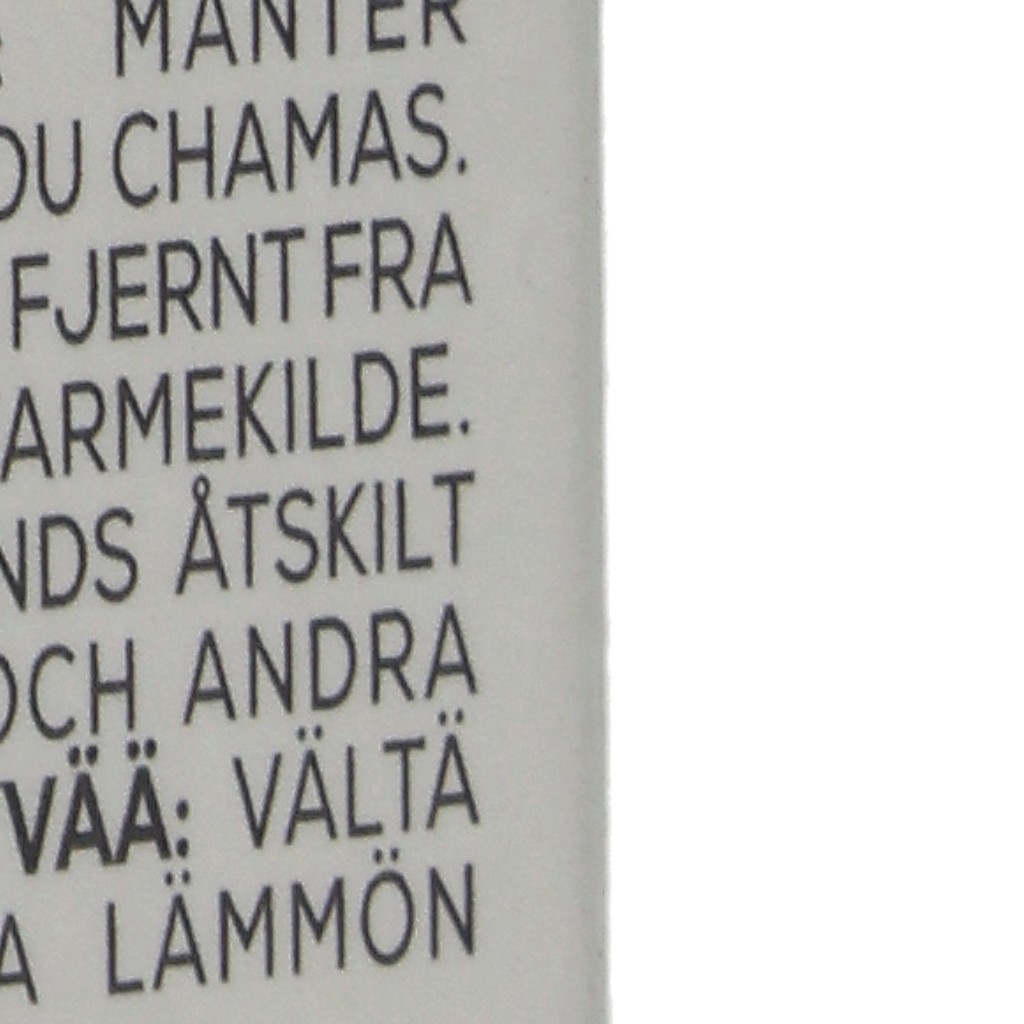 MANTER
OU CHAMAS.
FJERNT FRA
ARMEKILDE.
NDS ÅTSKILT
OCH ANDRA
VÄÄ: VÄLTÄ
A LÄMMÖN